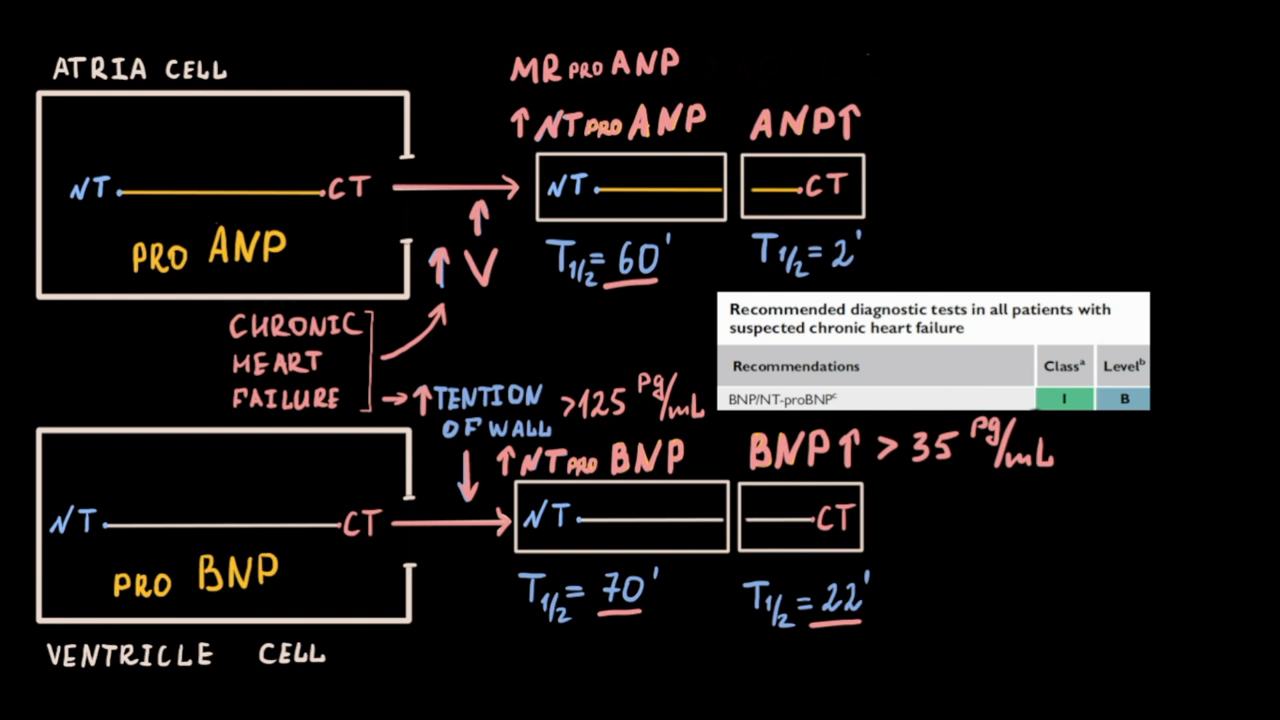 ATRIA CELL
NT CT
PRO ANP
MR PRO ANP
↑ NT PRO ANP
ANP↑
NT
CT
T1/2 = 60'
T1/2 = 2'
↑ V
CHRONIC
HEART
FAILURE
→ ↑ TENTION
OF WALL
>125 pg/mL
Recommended diagnostic tests in all patients with
suspected chronic heart failure
Recommendations Classᵃ Levelᵇ
BNP/NT-proBNPᶜ I B
↑ NT PRO BNP
BNP↑ > 35 pg/mL
NT CT
PRO BNP
NT
CT
T1/2 = 70'
T1/2 = 22'
VENTRICLE CELL